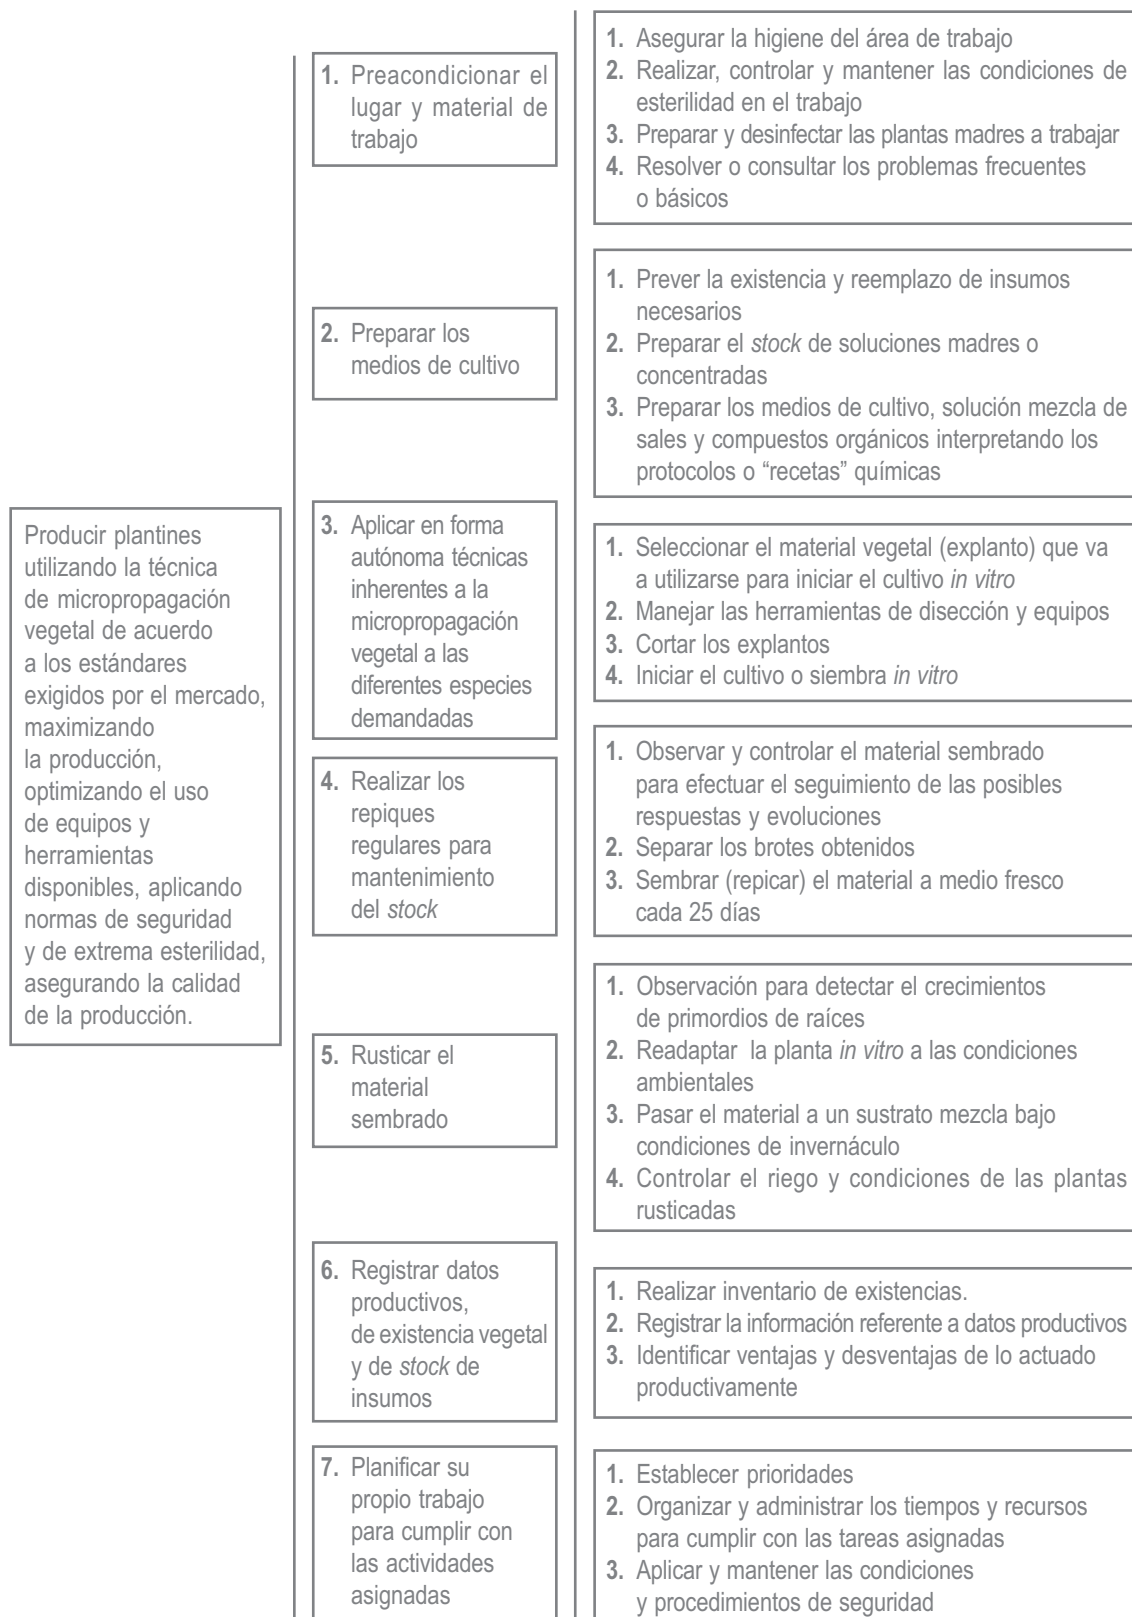 Producir plantines
utilizando la técnica
de micropropagación
vegetal de acuerdo
a los estándares
exigidos por el mercado,
maximizando
la producción,
optimizando el uso
de equipos y
herramientas
disponibles, aplicando
normas de seguridad
y de extrema esterilidad,
asegurando la calidad
de la producción.
1. Preacondicionar el
lugar y material de
trabajo
1. Asegurar la higiene del área de trabajo
2. Realizar, controlar y mantener las condiciones de
esterilidad en el trabajo
3. Preparar y desinfectar las plantas madres a trabajar
4. Resolver o consultar los problemas frecuentes
o básicos
2. Preparar los
medios de cultivo
1. Prever la existencia y reemplazo de insumos
necesarios
2. Preparar el stock de soluciones madres o
concentradas
3. Preparar los medios de cultivo, solución mezcla de
sales y compuestos orgánicos interpretando los
protocolos o “recetas” químicas
3. Aplicar en forma
autónoma técnicas
inherentes a la
micropropagación
vegetal a las
diferentes especies
demandadas
1. Seleccionar el material vegetal (explanto) que va
a utilizarse para iniciar el cultivo in vitro
2. Manejar las herramientas de disección y equipos
3. Cortar los explantos
4. Iniciar el cultivo o siembra in vitro
4. Realizar los
repiques
regulares para
mantenimiento
del stock
1. Observar y controlar el material sembrado
para efectuar el seguimiento de las posibles
respuestas y evoluciones
2. Separar los brotes obtenidos
3. Sembrar (repicar) el material a medio fresco
cada 25 días
5. Rusticar el
material
sembrado
1. Observación para detectar el crecimientos
de primordios de raíces
2. Readaptar la planta in vitro a las condiciones
ambientales
3. Pasar el material a un sustrato mezcla bajo
condiciones de invernáculo
4. Controlar el riego y condiciones de las plantas
rusticadas
6. Registrar datos
productivos,
de existencia vegetal
y de stock de
insumos
1. Realizar inventario de existencias.
2. Registrar la información referente a datos productivos
3. Identificar ventajas y desventajas de lo actuado
productivamente
7. Planificar su
propio trabajo
para cumplir con
las actividades
asignadas
1. Establecer prioridades
2. Organizar y administrar los tiempos y recursos
para cumplir con las tareas asignadas
3. Aplicar y mantener las condiciones
y procedimientos de seguridad